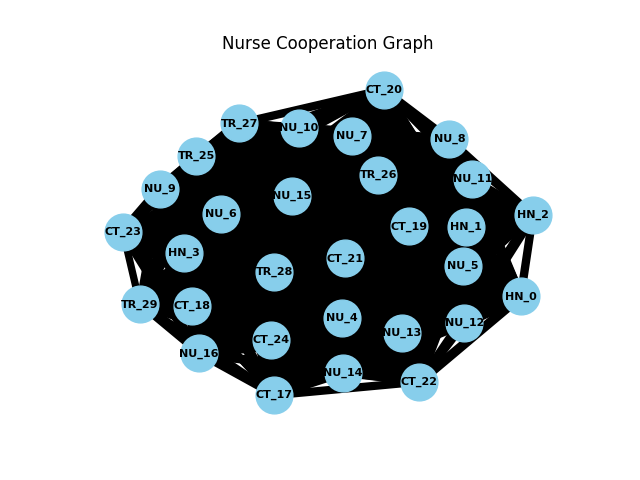 Nurse Cooperation Graph
CT_20
TR_27
NU_10
NU_7
NU_8
TR_25
TR_26
NU_11
NU_9
NU_15
NU_6
HN_2
CT_23
CT_19
HN_1
HN_3
CT_21
NU_5
TR_28
HN_0
TR_29
CT_18
NU_4
NU_12
NU_13
CT_24
NU_16
NU_14
CT_22
CT_17